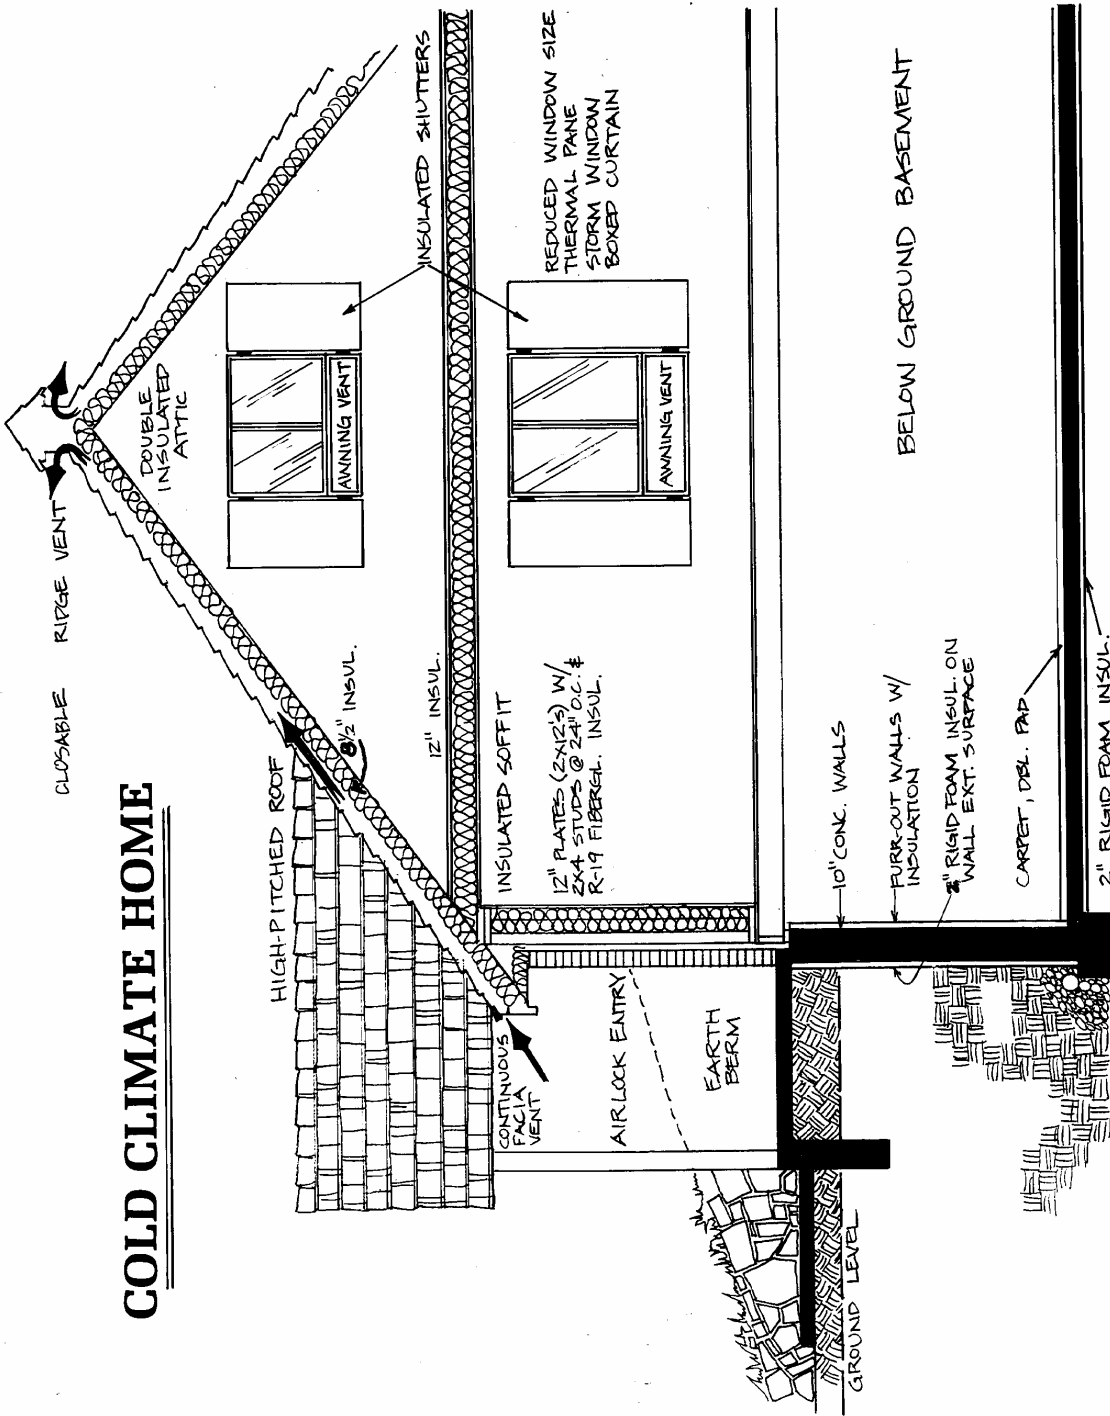 COLD CLIMATE HOME
CLOSABLE RIDGE VENT
DOUBLE
INSULATED
ATTIC
HIGH-PITCHED ROOF
8½" INSUL.
INSULATED SHUTTERS
AWNING VENT
12" INSUL.
INSULATED SOFFIT
12" PLATES (2X12'S) W/
2X4 STUDS @ 24" O.C. &
R-19 FIBERGL. INSUL.
REDUCED WINDOW SIZE
THERMAL PANE
STORM WINDOW
BOXED CURTAIN
AWNING VENT
CONTINUOUS
FACIA
VENT
AIRLOCK ENTRY
EARTH
BERM
GROUND LEVEL
10" CONC. WALLS
FURR-OUT WALLS W/
INSULATION
2" RIGID FOAM INSUL. ON
WALL EXT. SURFACE
BELOW GROUND BASEMENT
CARPET, DBL. PAD
2" RIGID FOAM INSUL.